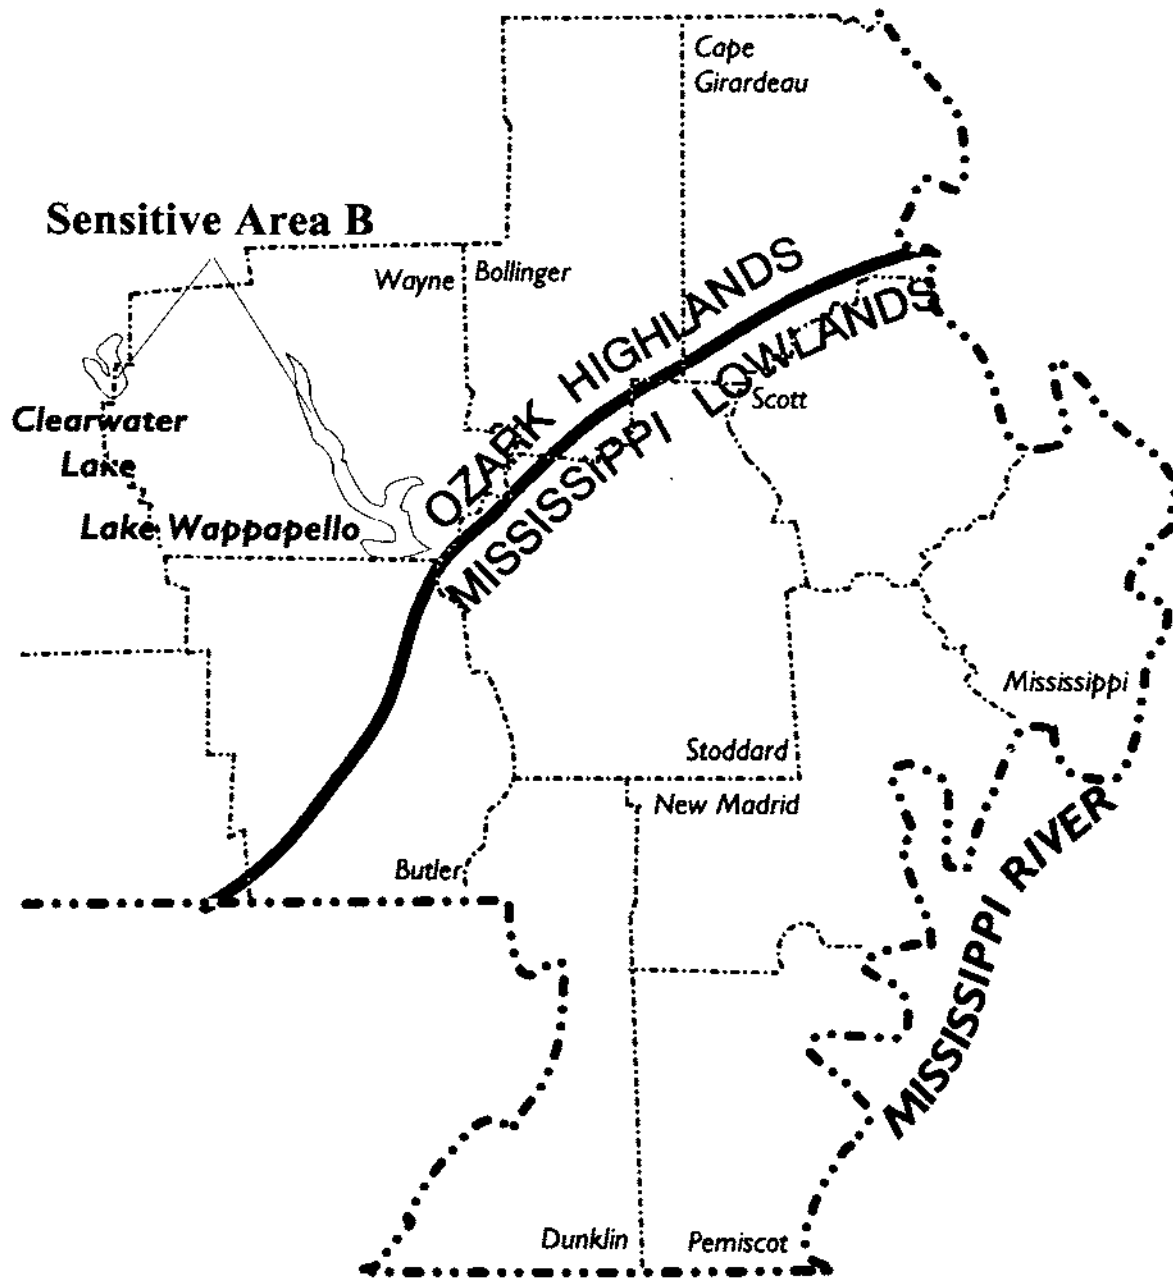 Cape
Girardeau
Sensitive Area B
Wayne
Bollinger
OZARK HIGHLANDS
MISSISSIPPI LOWLANDS
Clearwater
Lake
Scott
Lake Wappapello
Mississippi
Stoddard
New Madrid
Butler
MISSISSIPPI RIVER
Dunklin
Pemiscot